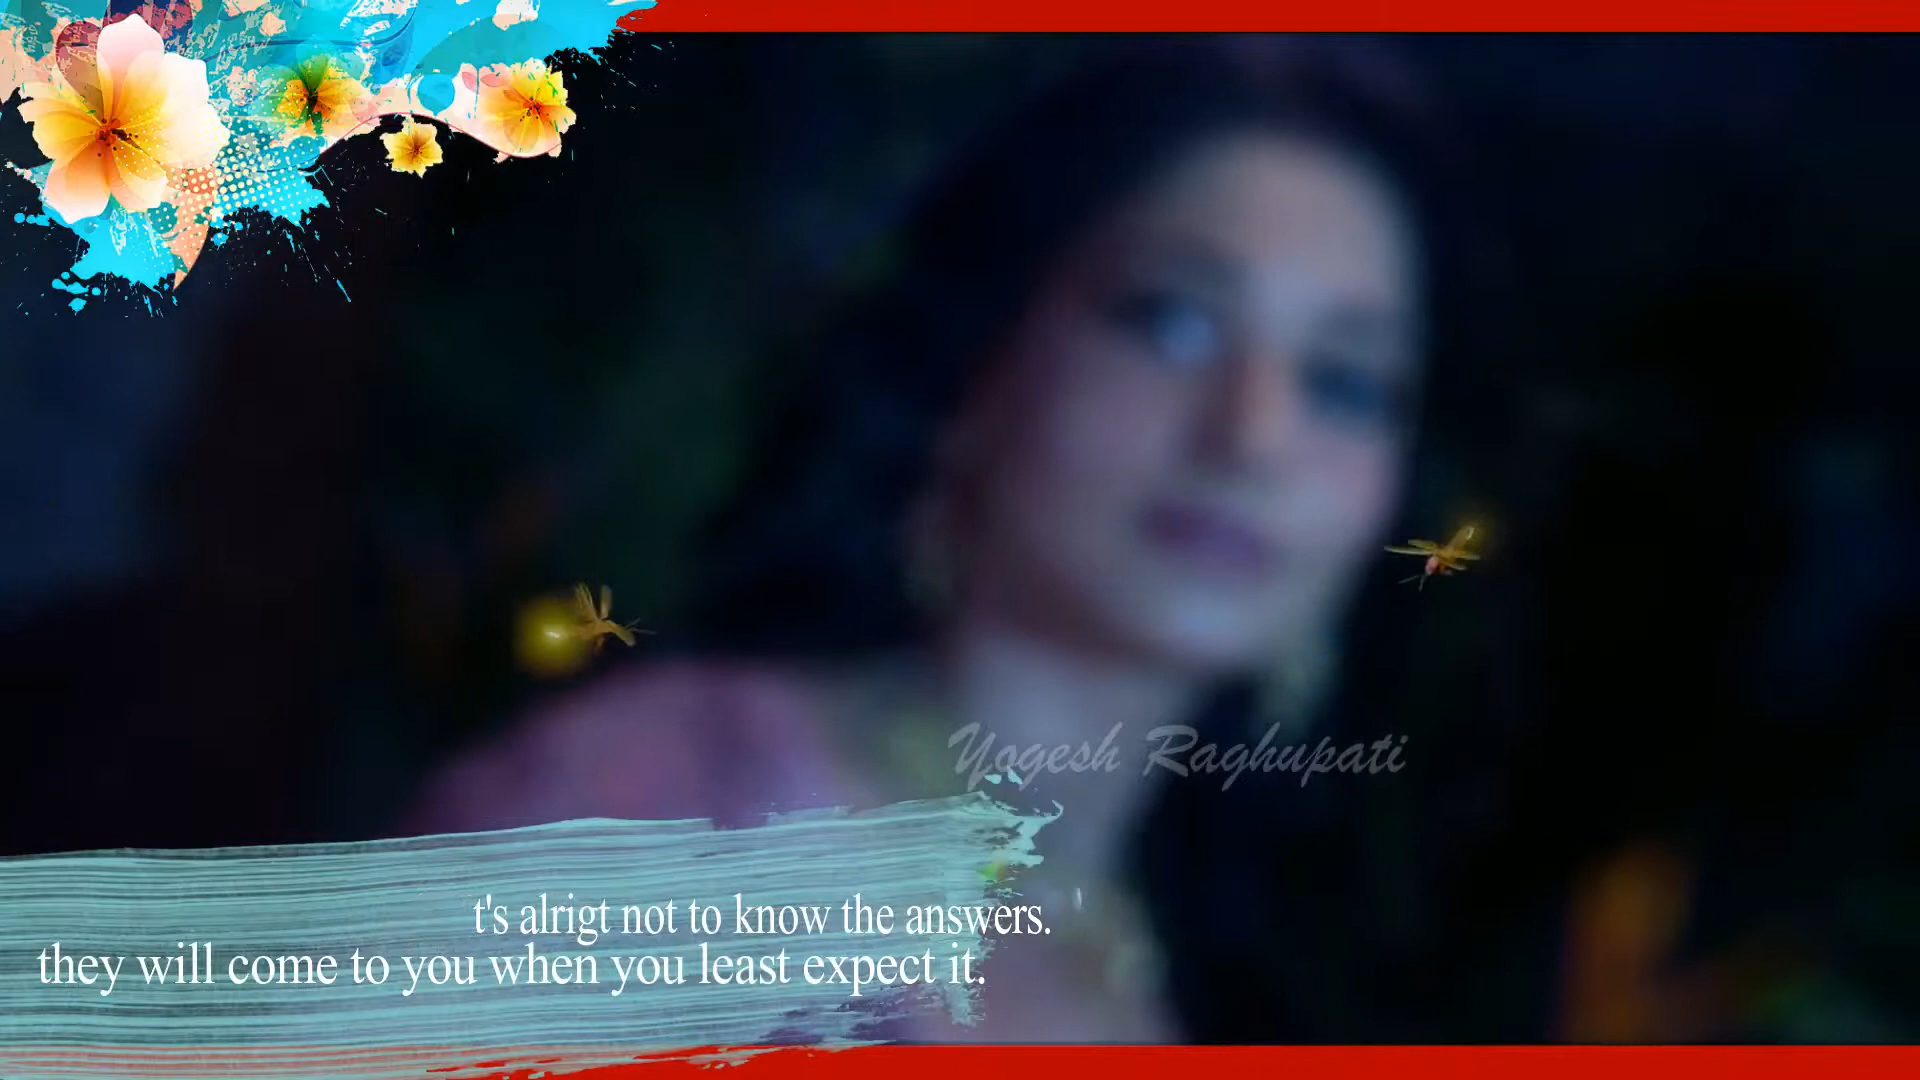 Yogesh Raghupati
t's alrigt not to know the answers.
they will come to you when you least expect it.